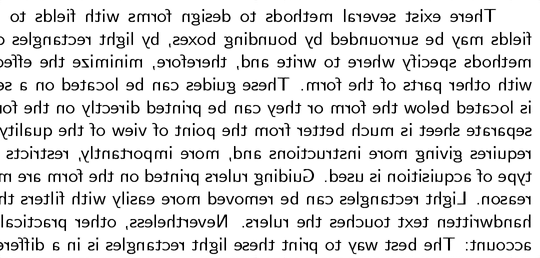 There exist several methods to design forms with fields to
fields may be surrounded by bounding boxes, by light rectangles o
methods specify where to write and, therefore, minimize the effe
with other parts of the form. These guides can be located on a se
is located below the form or they can be printed directly on the fo
separate sheet is much better from the point of view of the quality
requires giving more instructions and, more importantly, restricts
type of acquisition is used. Guiding rulers printed on the form are m
reason. Light rectangles can be removed more easily with filters th
handwritten text touches the rulers. Nevertheless, other practical
account: The best way to print these light rectangles is in a differe